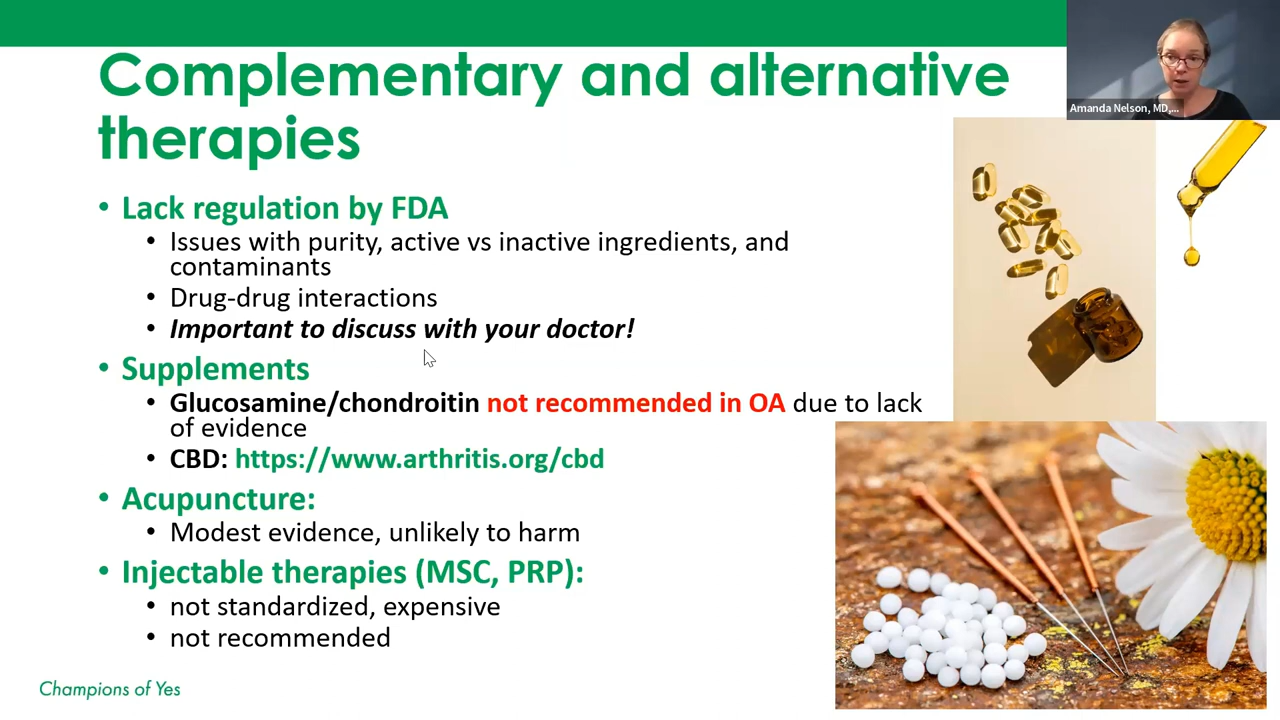 Complementary and alternative
therapies
Amanda Nelson, MD,...
• Lack regulation by FDA
• Issues with purity, active vs inactive ingredients, and
contaminants
• Drug-drug interactions
• Important to discuss with your doctor!
• Supplements
• Glucosamine/chondroitin not recommended in OA due to lack
of evidence
• CBD: https://www.arthritis.org/cbd
• Acupuncture:
• Modest evidence, unlikely to harm
• Injectable therapies (MSC, PRP):
• not standardized, expensive
• not recommended
Champions of Yes